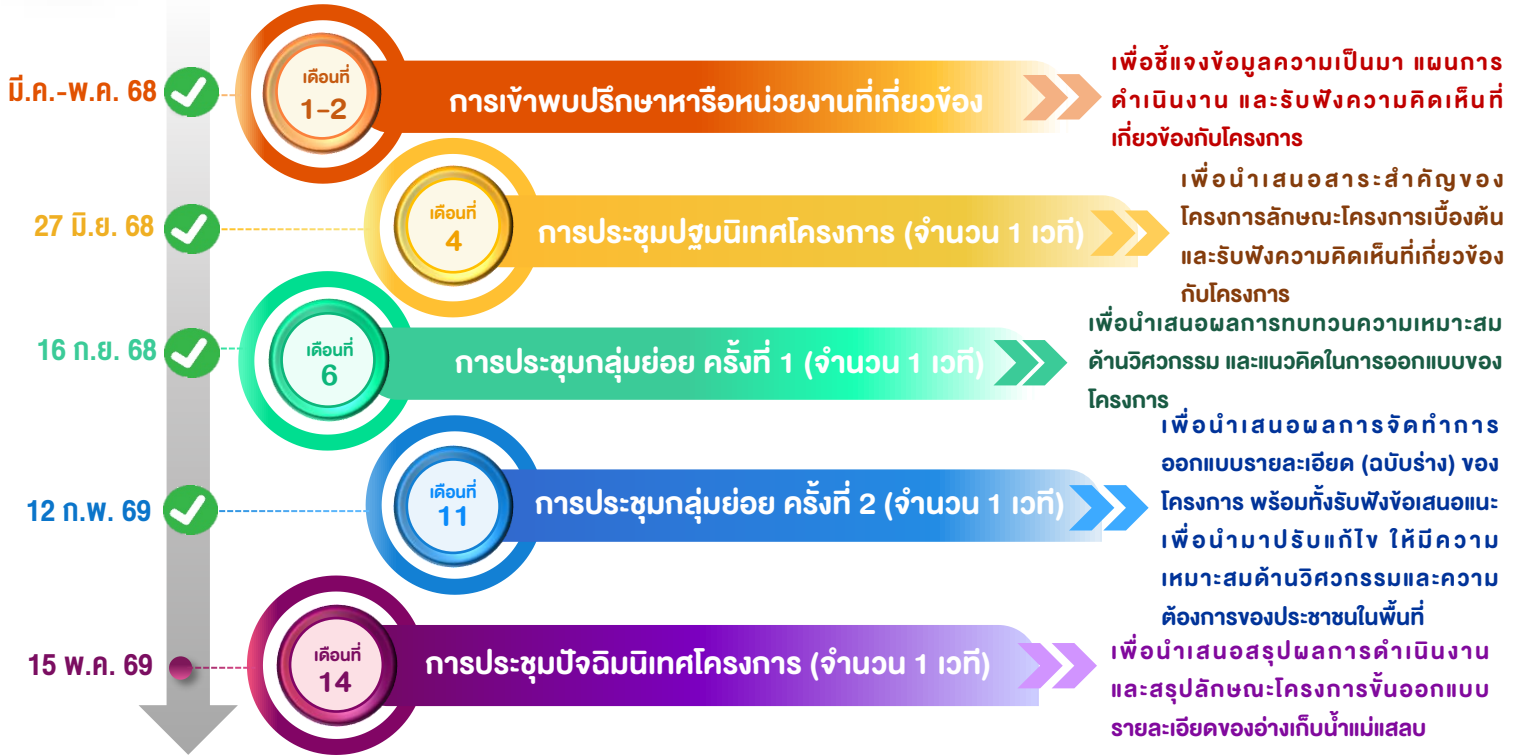 มี.ค.-พ.ค. 68
เดือนที่
1-2
การเข้าพบปรึกษาหารือหน่วยงานที่เกี่ยวข้อง
เพื่อชี้แจงข้อมูลความเป็นมา แผนการ
ดำเนินงาน และรับฟังความคิดเห็นที่
เกี่ยวข้องกับโครงการ
27 มิ.ย. 68
เดือนที่
4
การประชุมปฐมนิเทศโครงการ (จำนวน 1 เวที)
เพื่อนำเสนอสาระสำคัญของ
โครงการลักษณะโครงการเบื้องต้น
และรับฟังความคิดเห็นที่เกี่ยวข้อง
กับโครงการ
16 ก.ย. 68
เดือนที่
6
การประชุมกลุ่มย่อย ครั้งที่ 1 (จำนวน 1 เวที)
เพื่อนำเสนอผลการทบทวนความเหมาะสม
ด้านวิศวกรรม และแนวคิดในการออกแบบของ
โครงการ
12 ก.พ. 69
เดือนที่
11
การประชุมกลุ่มย่อย ครั้งที่ 2 (จำนวน 1 เวที)
เพื่อนำเสนอผลการจัดทำการ
ออกแบบรายละเอียด (ฉบับร่าง) ของ
โครงการ พร้อมทั้งรับฟังข้อเสนอแนะ
เพื่อนำมาปรับแก้ไข ให้มีความ
เหมาะสมด้านวิศวกรรมและความ
ต้องการของประชาชนในพื้นที่
15 พ.ค. 69
เดือนที่
14
การประชุมปัจฉิมนิเทศโครงการ (จำนวน 1 เวที)
เพื่อนำเสนอสรุปผลการดำเนินงาน
และสรุปลักษณะโครงการขั้นออกแบบ
รายละเอียดของอ่างเก็บน้ำแม่แสลบ